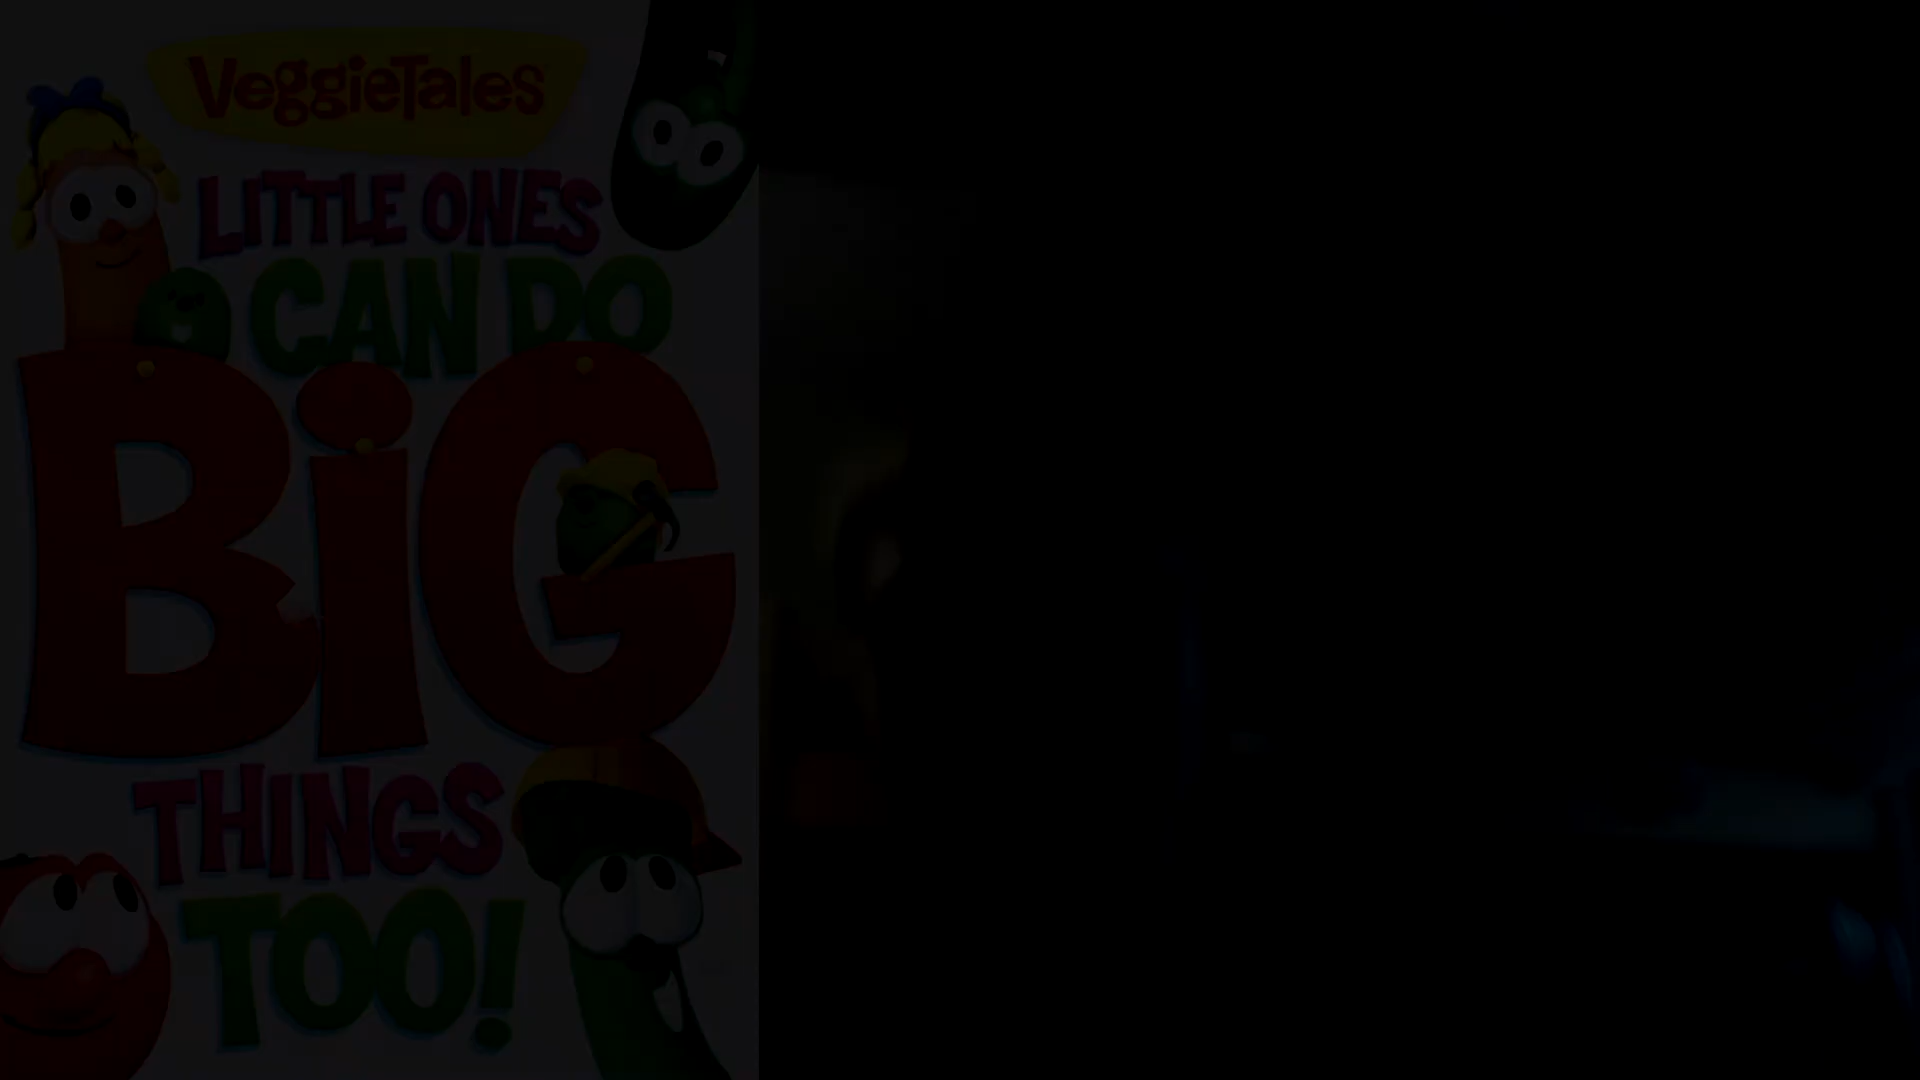 VeggieTales
LITTLE ONES
CAN DO
BiG
THINGS
TOO!